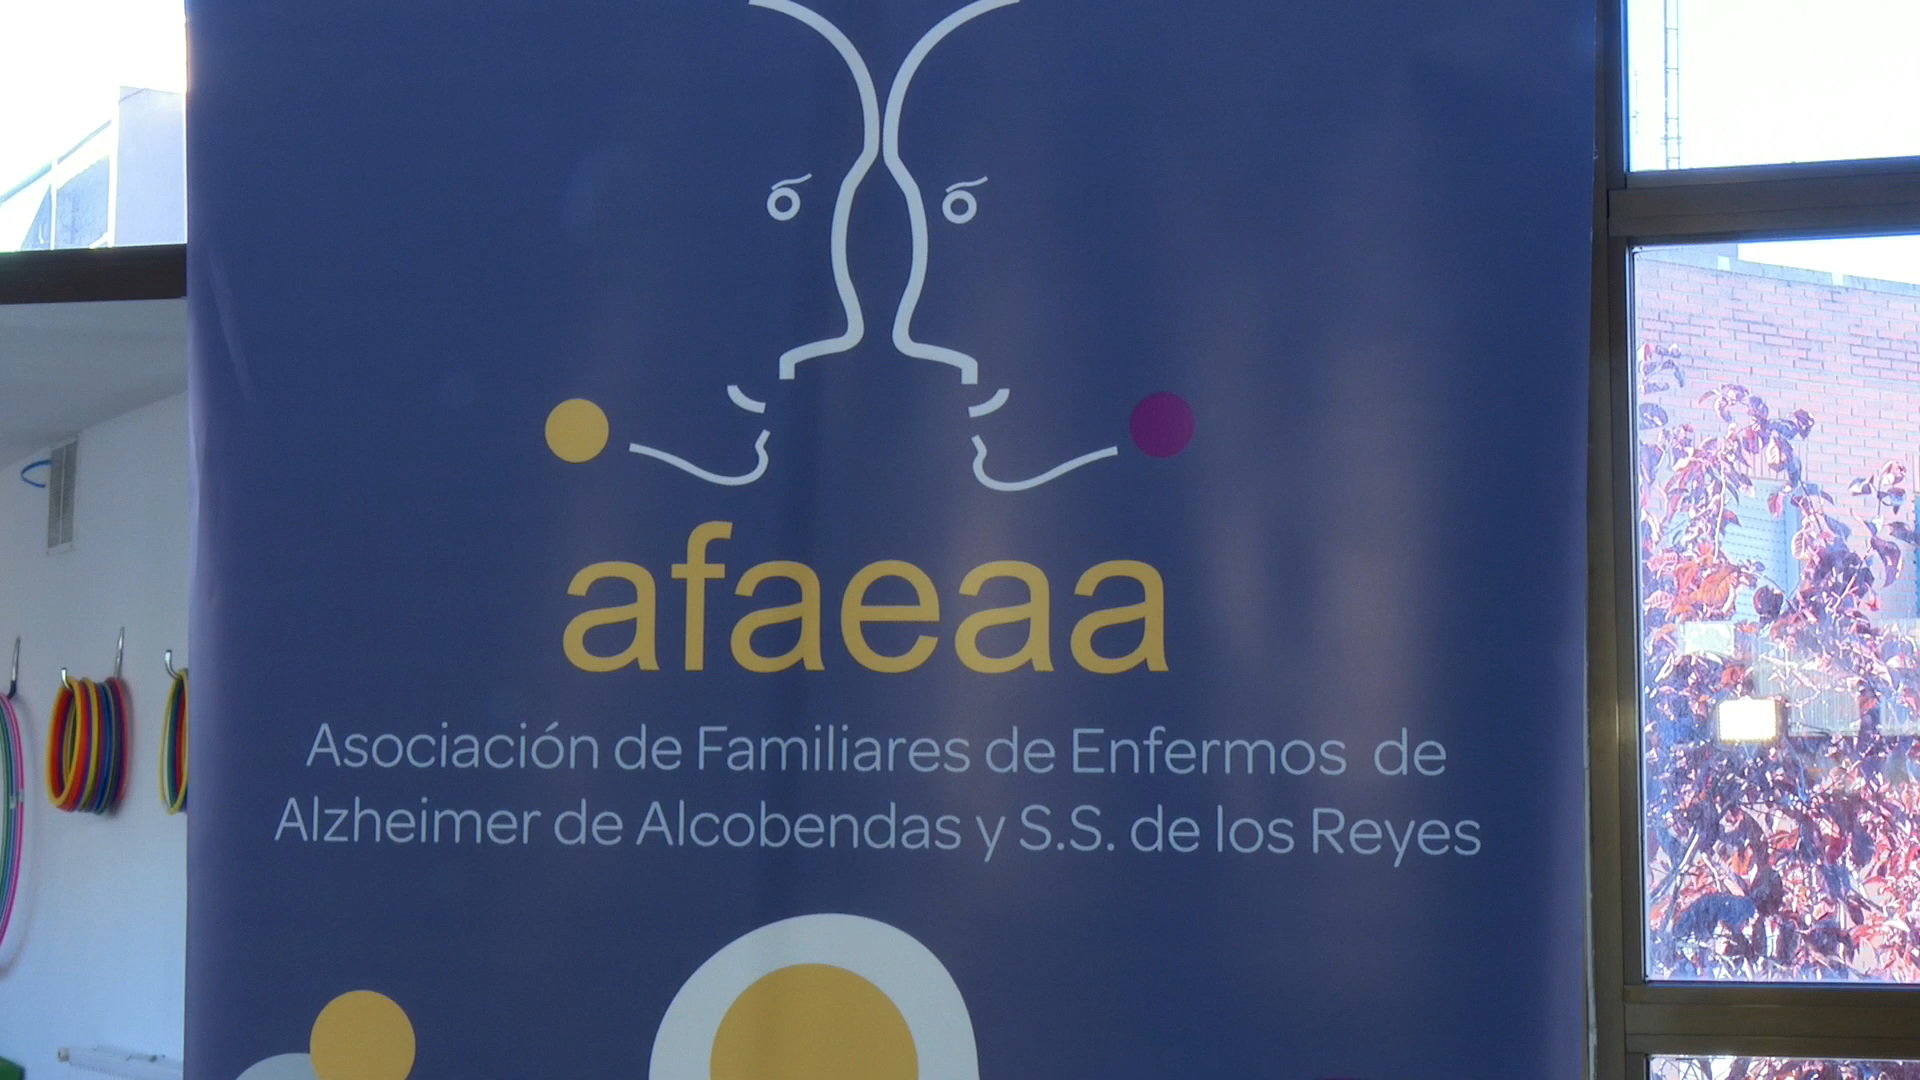 afaeaa
Asociación de Familiares de Enfermos de
Alzheimer de Alcobendas y S.S. de los Reyes